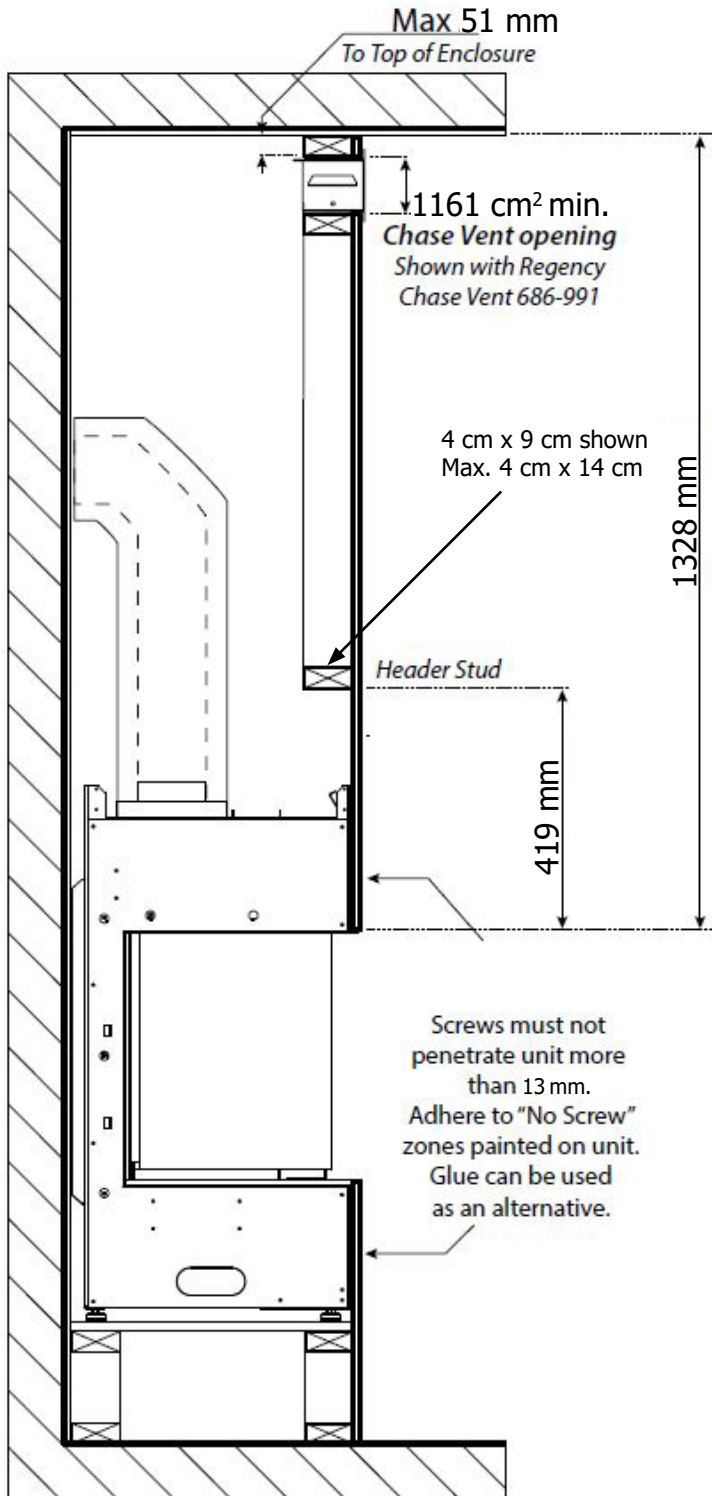 Max 51 mm
To Top of Enclosure
1161 cm² min.
Chase Vent opening
Shown with Regency
Chase Vent 686-991
4 cm x 9 cm shown
Max. 4 cm x 14 cm
1328 mm
Header Stud
419 mm
Screws must not
penetrate unit more
than 13 mm.
Adhere to “No Screw”
zones painted on unit.
Glue can be used
as an alternative.